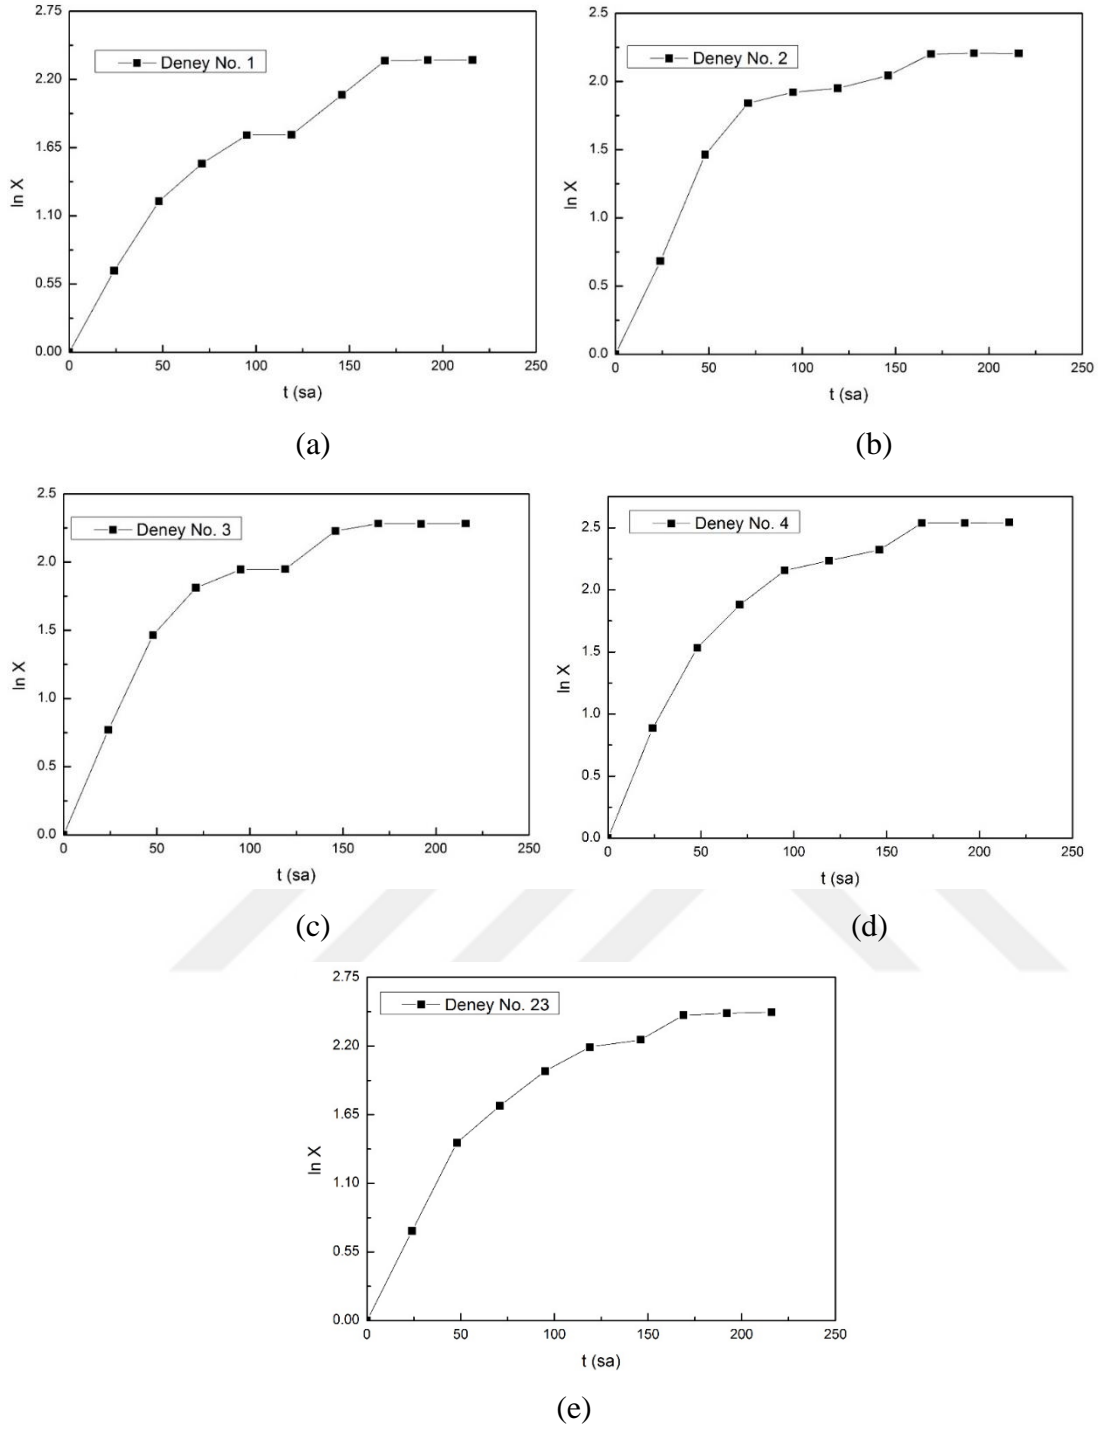 2.75
Deney No. 1
2.20
1.65
ln X
1.10
0.55
0.00
0 50 100 150 200 250
t (sa)
(a)
2.5
Deney No. 2
2.0
1.5
ln X
1.0
0.5
0.0
0 50 100 150 200 250
t (sa)
(b)
2.5
Deney No. 3
2.0
1.5
ln X
1.0
0.5
0.0
0 50 100 150 200 250
t (sa)
(c)
2.5
Deney No. 4
2.0
1.5
ln X
1.0
0.5
0.0
0 50 100 150 200 250
t (sa)
(d)
2.75
Deney No. 23
2.20
1.65
ln X
1.10
0.55
0.00
0 50 100 150 200 250
t (sa)
(e)